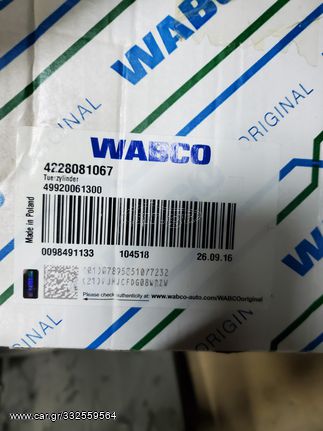 WABCO
ORIGINAL
WABCO
ORIGINAL
WABCO
4228081067
Tuerzylinder
49920061300
Made in Poland
0098491133 104518 26.09.16
Please check authenticity: www.wabco-auto.com/WABCOoriginal
ORIGINAL
www.car.gr/332559564